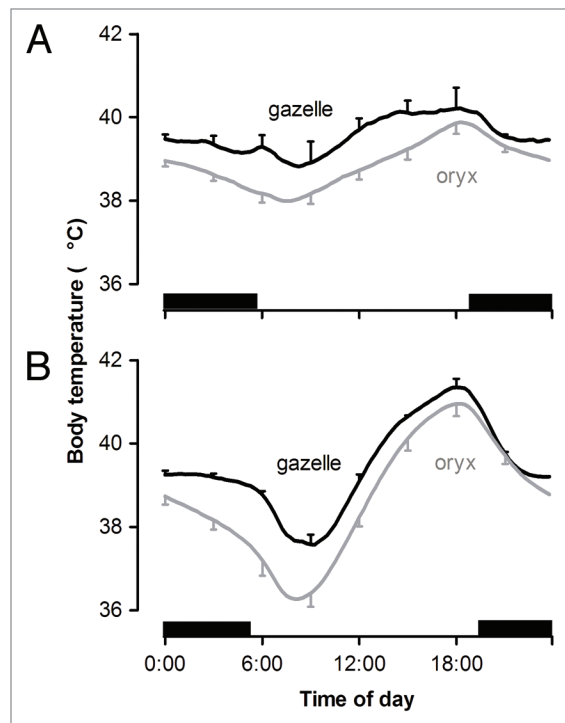 A
42
40
38
36
gazelle
oryx
Body temperature ( °C)
B
42
40
38
36
gazelle
oryx
0:00 6:00 12:00 18:00
Time of day